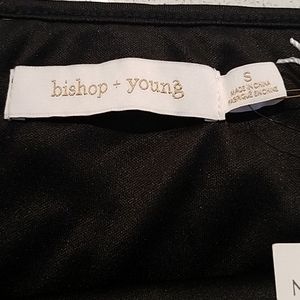 bishop + young
S
MADE IN CHINA
FABRIQUÉ EN CHINE
N